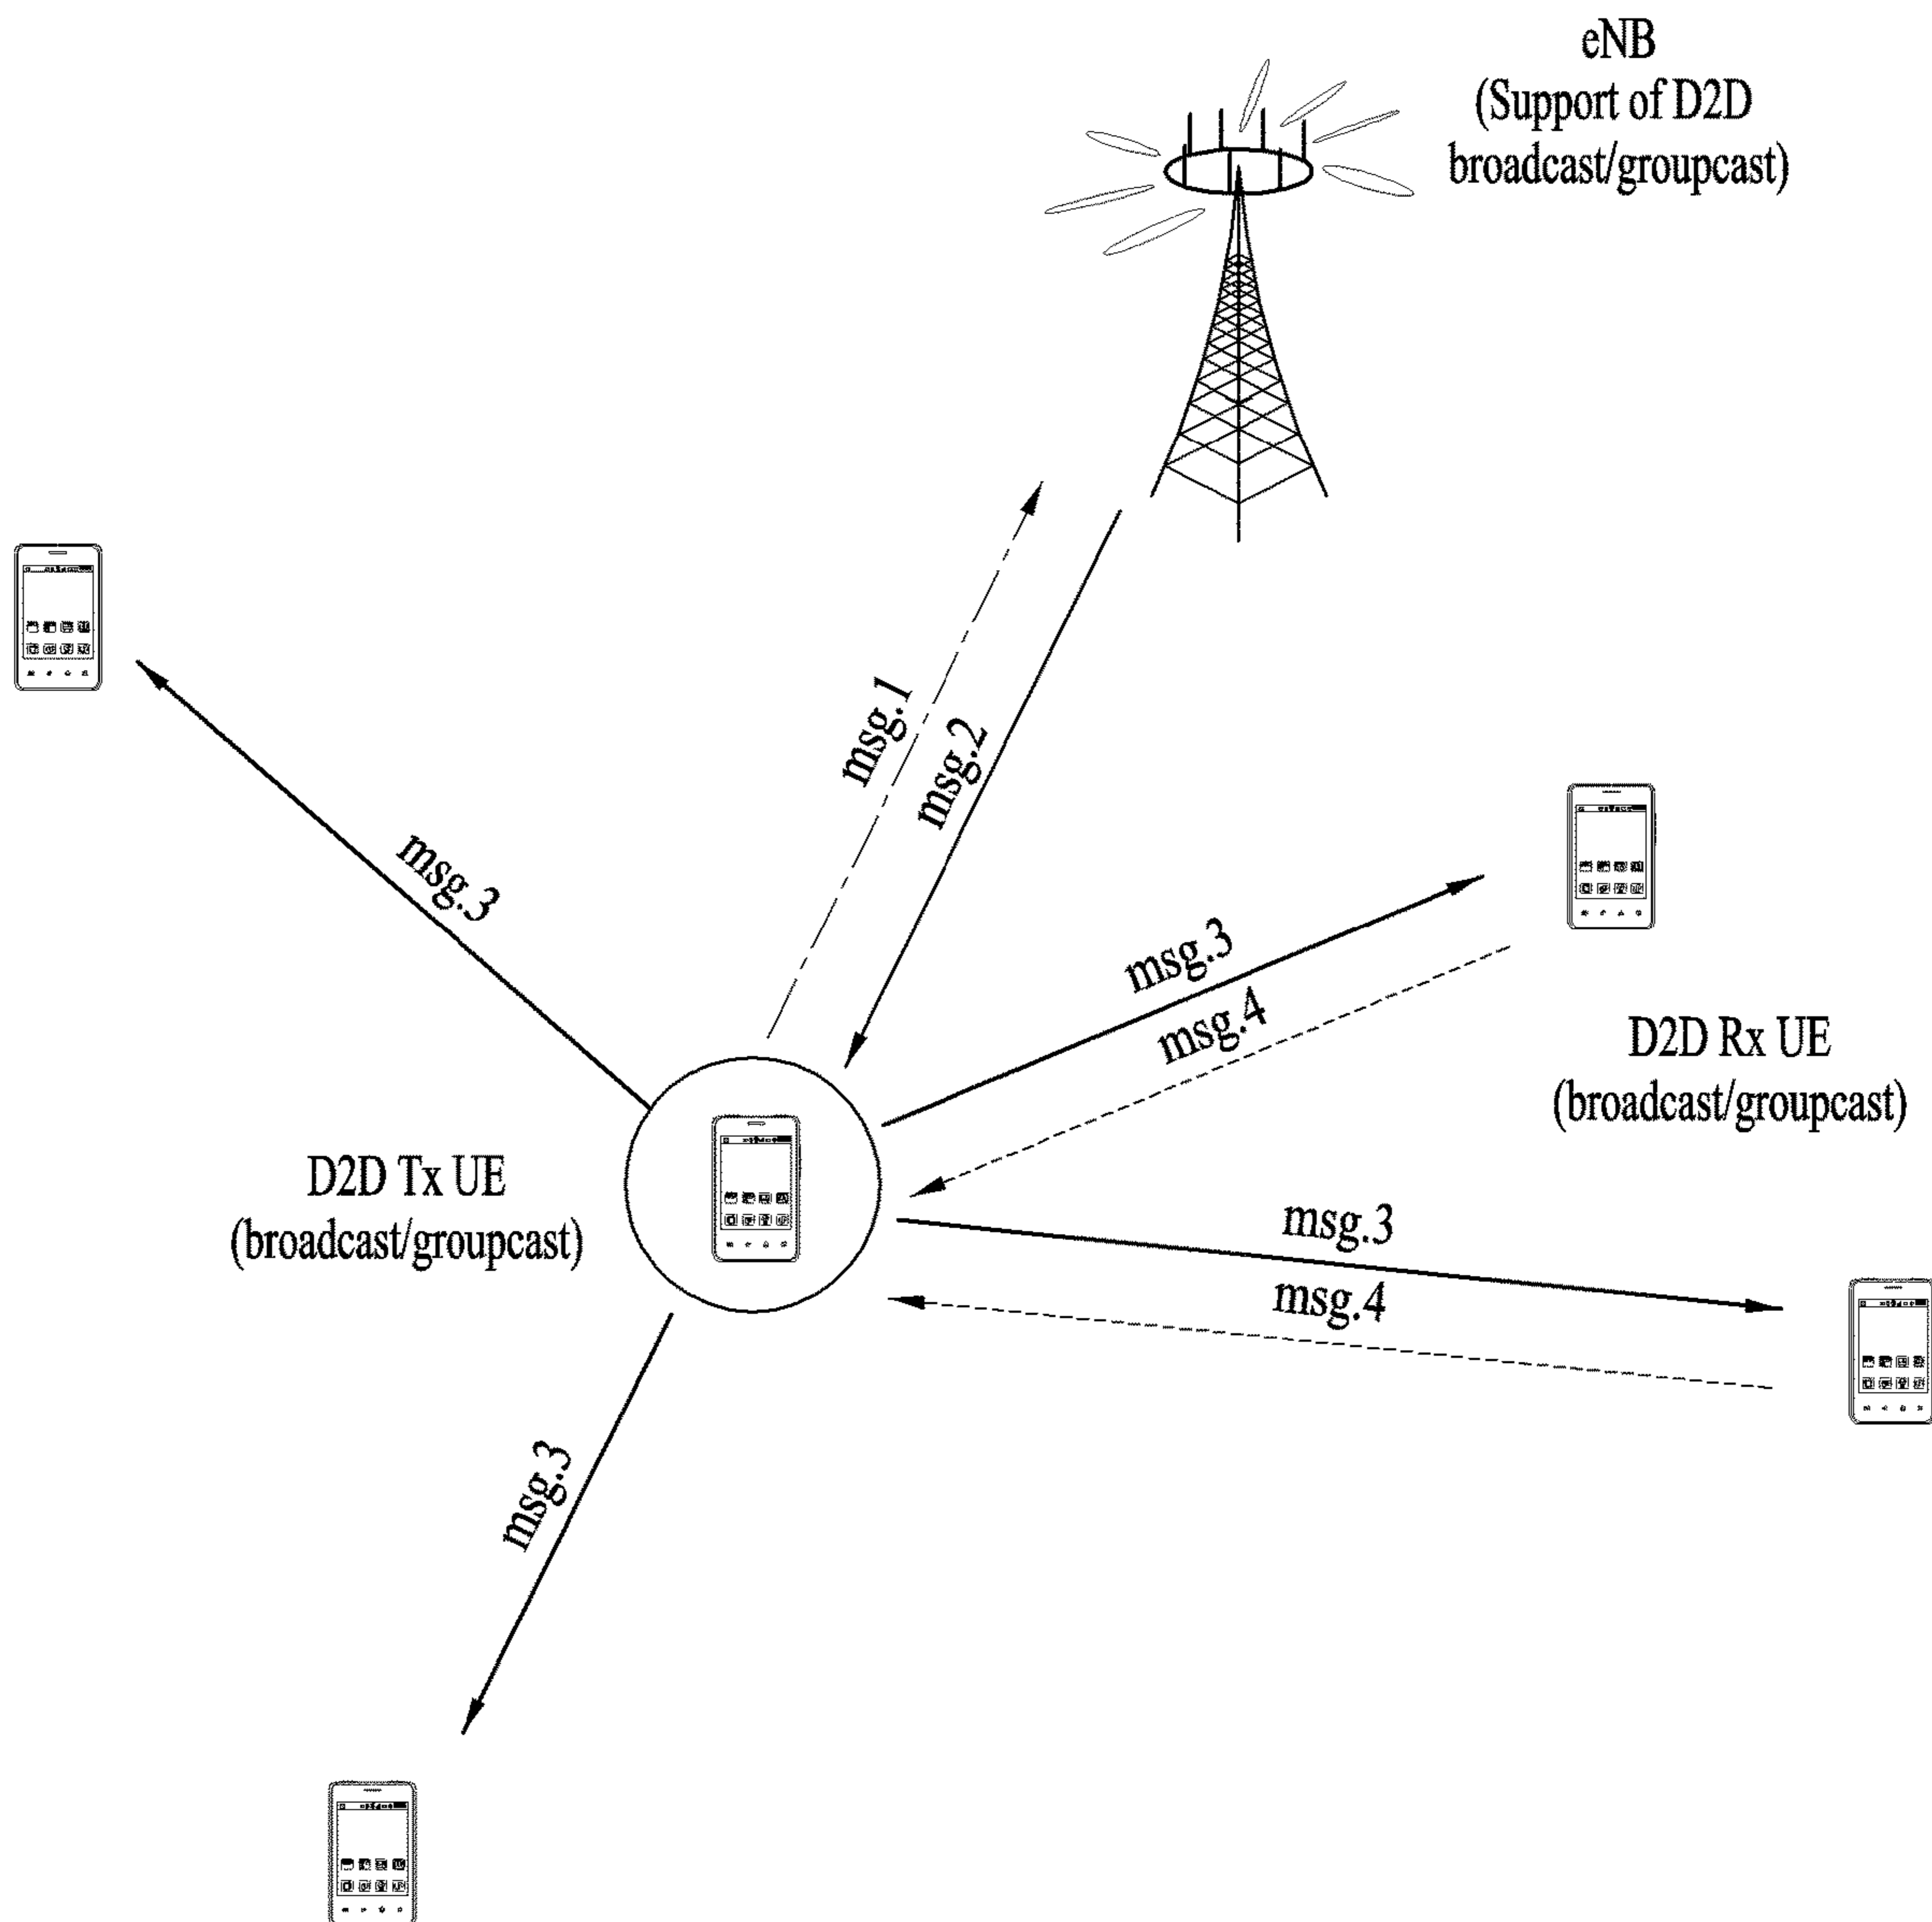 eNB
(Support of D2D
broadcast/groupcast)
msg.1
msg.2
msg.3
msg.3
msg.4
D2D Rx UE
(broadcast/groupcast)
D2D Tx UE
(broadcast/groupcast)
msg.3
msg.4
msg.3